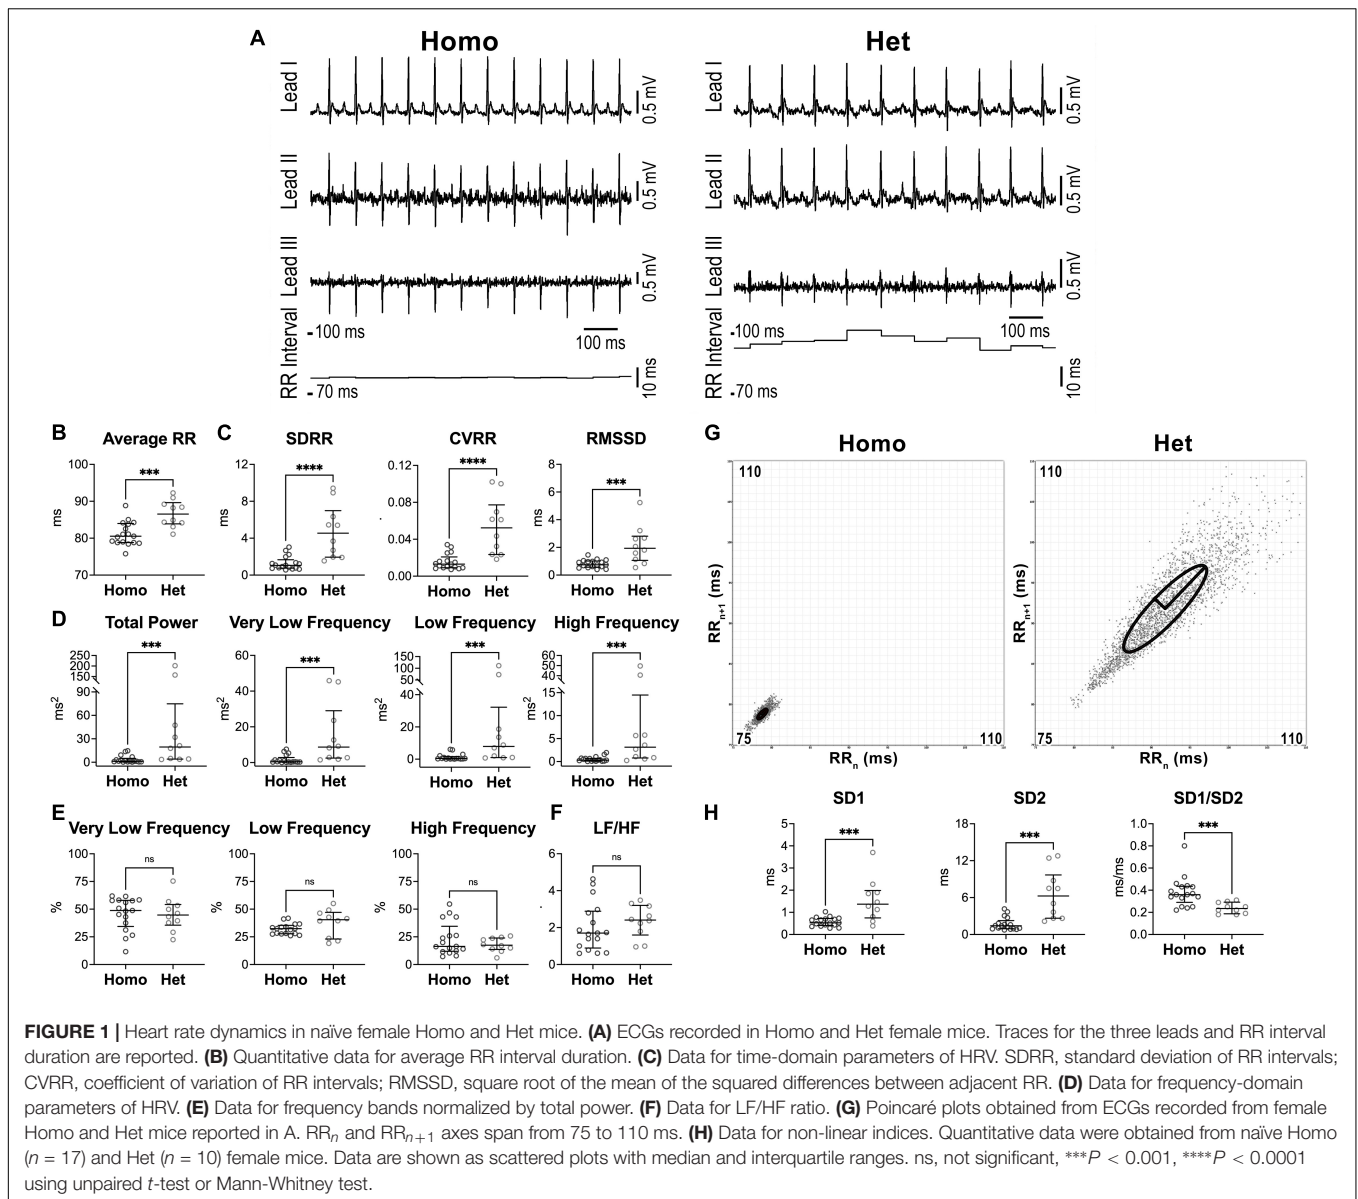 A
Homo
Het
Lead I
0.5 mV
Lead I
0.5 mV
Lead II
0.5 mV
Lead II
0.5 mV
Lead III
0.5 mV
Lead III
0.5 mV
RR Interval
-100 ms
100 ms
-70 ms
10 ms
RR Interval
-100 ms
100 ms
-70 ms
10 ms
B
Average RR
100
90
80
70
ms
***
Homo Het
C
SDRR
12
8
4
0
ms
****
Homo Het
CVRR
0.12
0.08
0.04
0.00
****
Homo Het
RMSSD
8
6
4
2
0
ms
***
Homo Het
D
Total Power
250
150
50
90
60
30
0
ms2
***
Homo Het
Very Low Frequency
60
40
20
0
ms2
***
Homo Het
Low Frequency
150
100
50
40
20
0
ms2
***
Homo Het
High Frequency
60
50
40
15
10
5
0
ms2
***
Homo Het
E
Very Low Frequency
100
75
50
25
0
%
ns
Homo Het
Low Frequency
100
75
50
25
0
%
ns
Homo Het
High Frequency
100
75
50
25
0
%
ns
Homo Het
F
LF/HF
6
4
2
0
ns
Homo Het
G
Homo
110
75
110
RRn+1 (ms)
RRn (ms)
Het
110
75
110
RRn+1 (ms)
RRn (ms)
H
SD1
5
4
3
2
1
0
ms
***
Homo Het
SD2
18
12
6
0
ms
***
Homo Het
SD1/SD2
1.0
0.8
0.6
0.4
0.2
0.0
ms/ms
***
Homo Het
FIGURE 1 | Heart rate dynamics in naïve female Homo and Het mice. (A) ECGs recorded in Homo and Het female mice. Traces for the three leads and RR interval
duration are reported. (B) Quantitative data for average RR interval duration. (C) Data for time-domain parameters of HRV. SDRR, standard deviation of RR intervals;
CVRR, coefficient of variation of RR intervals; RMSSD, square root of the mean of the squared differences between adjacent RR. (D) Data for frequency-domain
parameters of HRV. (E) Data for frequency bands normalized by total power. (F) Data for LF/HF ratio. (G) Poincaré plots obtained from ECGs recorded from female
Homo and Het mice reported in A. RRn and RRn+1 axes span from 75 to 110 ms. (H) Data for non-linear indices. Quantitative data were obtained from naïve Homo
(n = 17) and Het (n = 10) female mice. Data are shown as scattered plots with median and interquartile ranges. ns, not significant, ***P < 0.001, ****P < 0.0001
using unpaired t-test or Mann-Whitney test.